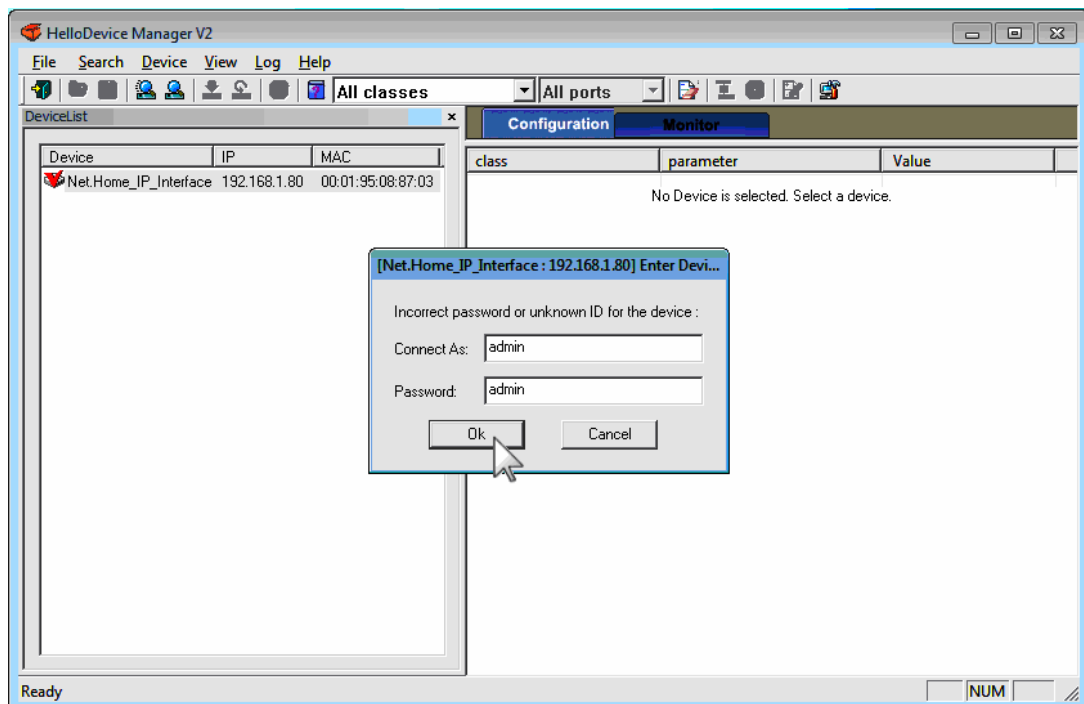 HelloDevice Manager V2
File Search Device View Log Help
All classes All ports
DeviceList
Configuration Monitor
Device IP MAC
class parameter Value
Net.Home_IP_Interface 192.168.1.80 00:01:95:08:87:03
No Device is selected. Select a device.
[Net.Home_IP_Interface : 192.168.1.80] Enter Devi...
Incorrect password or unknown ID for the device :
Connect As: admin
Password: admin
Ok Cancel
Ready NUM